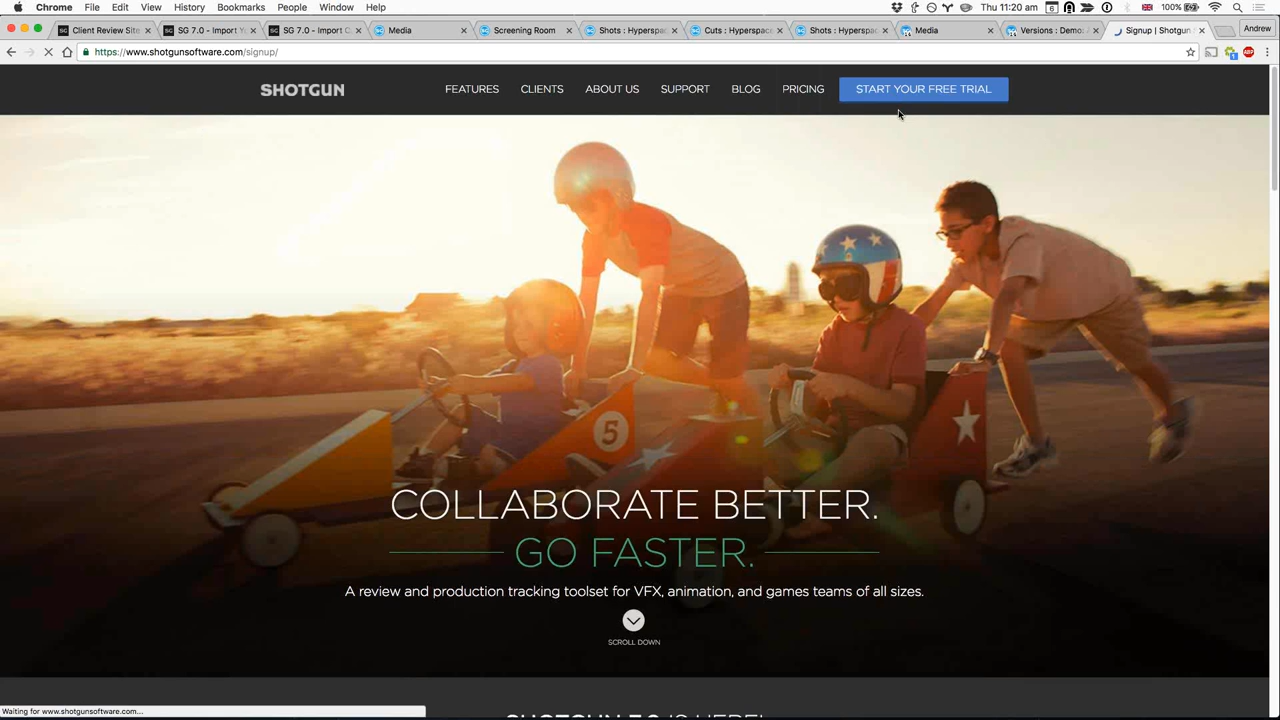 Chrome File Edit View History Bookmarks People Window Help
Thu 11:20 am 100%
Client Review Site
SG 7.0 - Import Yo
SG 7.0 - Import C
Media
Screening Room
Shots : Hyperspac
Cuts : Hyperspace
Shots : Hyperspac
Media
Versions : Demo: A
Signup | Shotgun
Andrew
https://www.shotgunsoftware.com/signup/
SHOTGUN
FEATURES CLIENTS ABOUT US SUPPORT BLOG PRICING START YOUR FREE TRIAL
5
COLLABORATE BETTER.
GO FASTER.
A review and production tracking toolset for VFX, animation, and games teams of all sizes.
SCROLL DOWN
Waiting for www.shotgunsoftware.com...